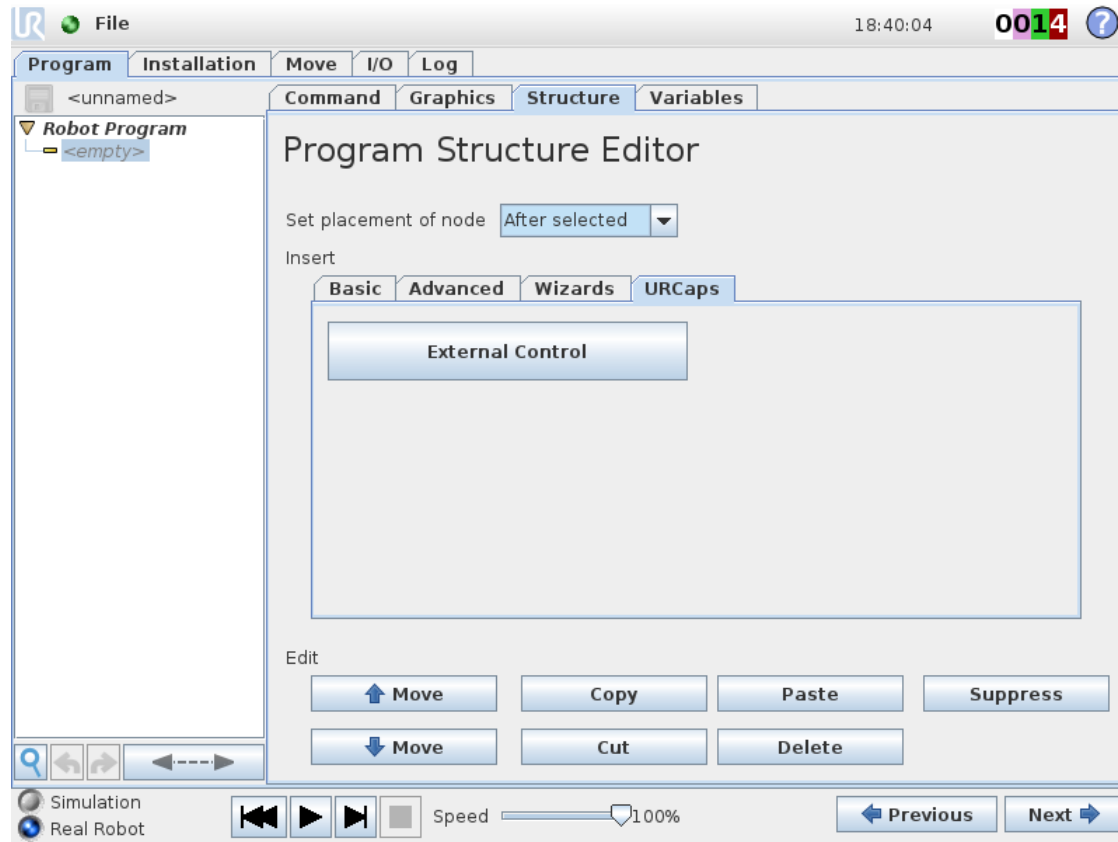 UR File 18:40:04 0014 ?
Program Installation Move I/O Log
<unnamed> Command Graphics Structure Variables
Robot Program
<empty>
Program Structure Editor
Set placement of node After selected
Insert
Basic Advanced Wizards URCaps
External Control
Edit
Move Copy Paste Suppress
Move Cut Delete
Simulation
Real Robot
Speed 100% Previous Next